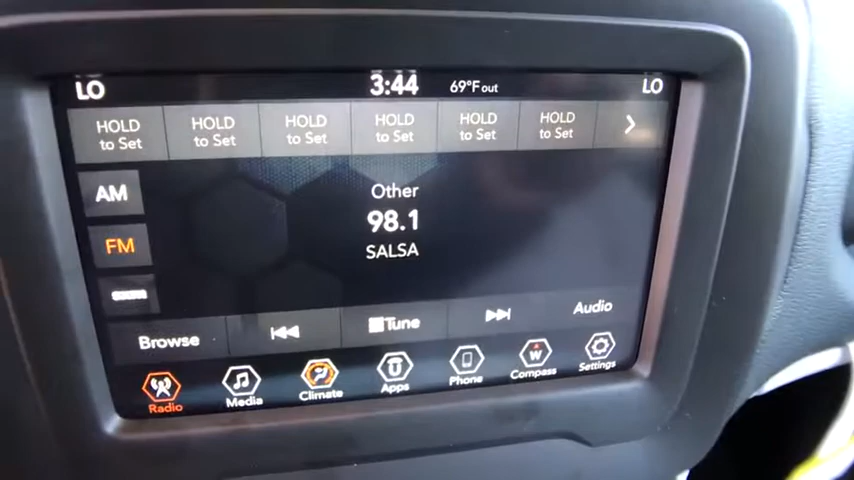 LO 3:44 69°F out LO
HOLD to Set HOLD to Set HOLD to Set HOLD to Set HOLD to Set HOLD to Set
AM
FM
Other
98.1
SALSA
Browse Tune Audio
Radio Media Climate Apps Phone W Compass Settings